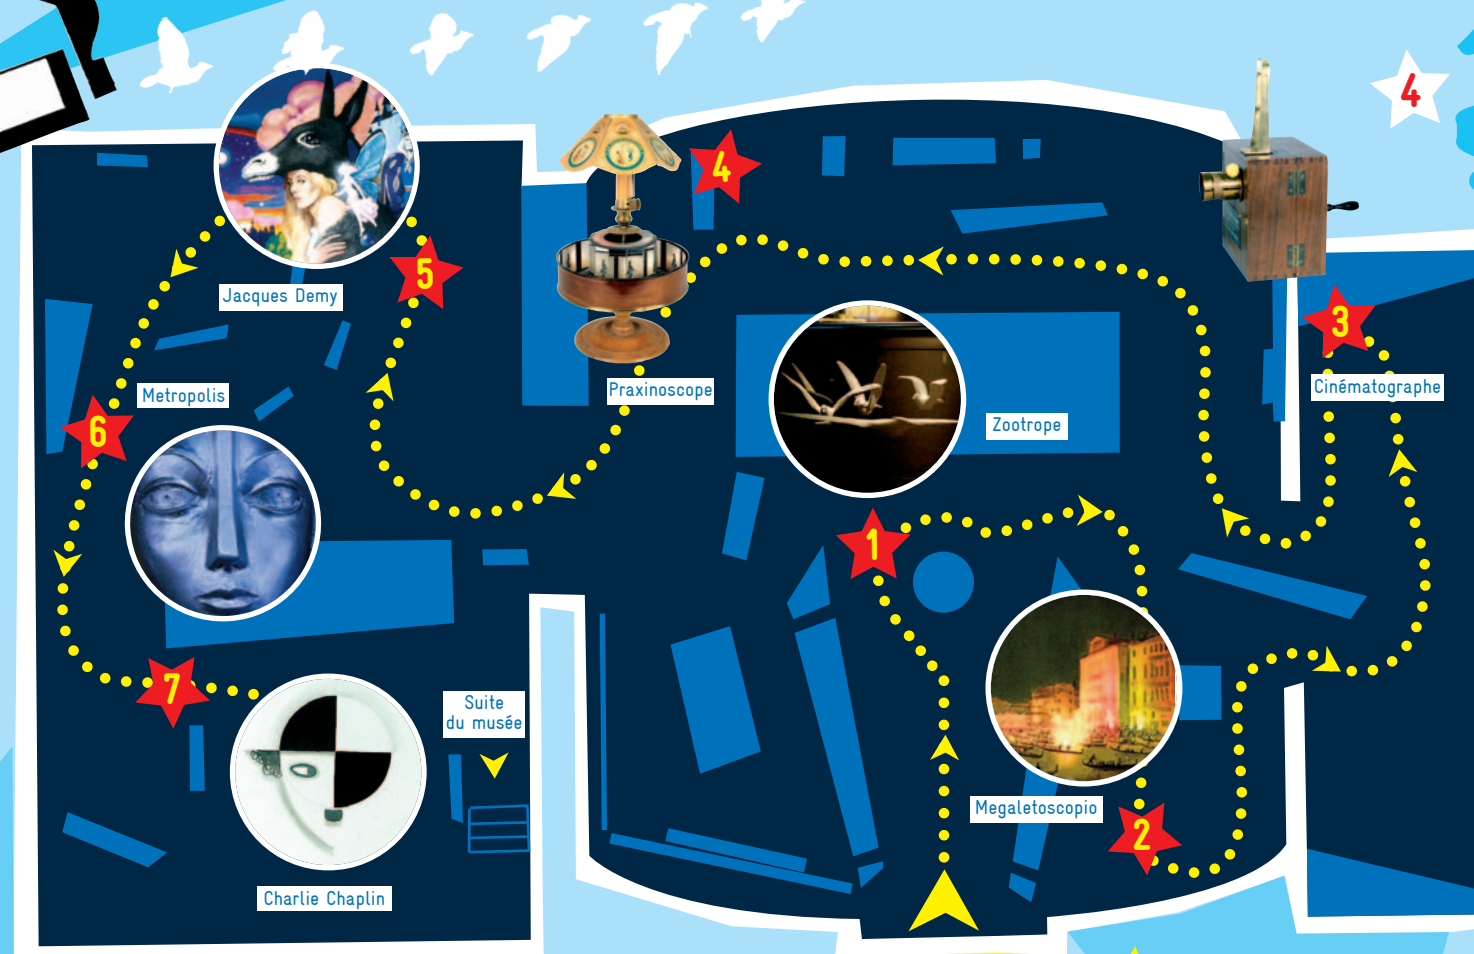 ?
4
4
5
Jacques Demy
3
Praxinoscope
Cinématographe
Metropolis
6
Zootrope
1
7
Suite
du musée
Megaletoscopio
2
Charlie Chaplin